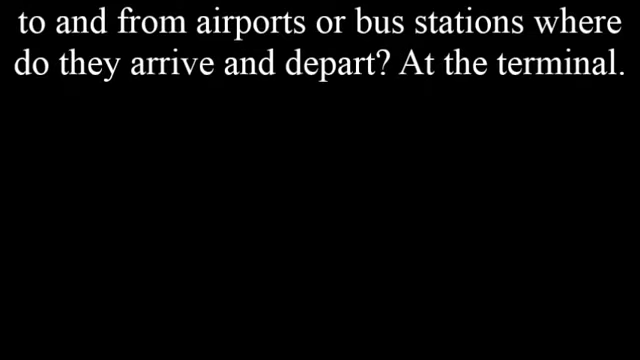 to and from airports or bus stations where
do they arrive and depart? At the terminal.